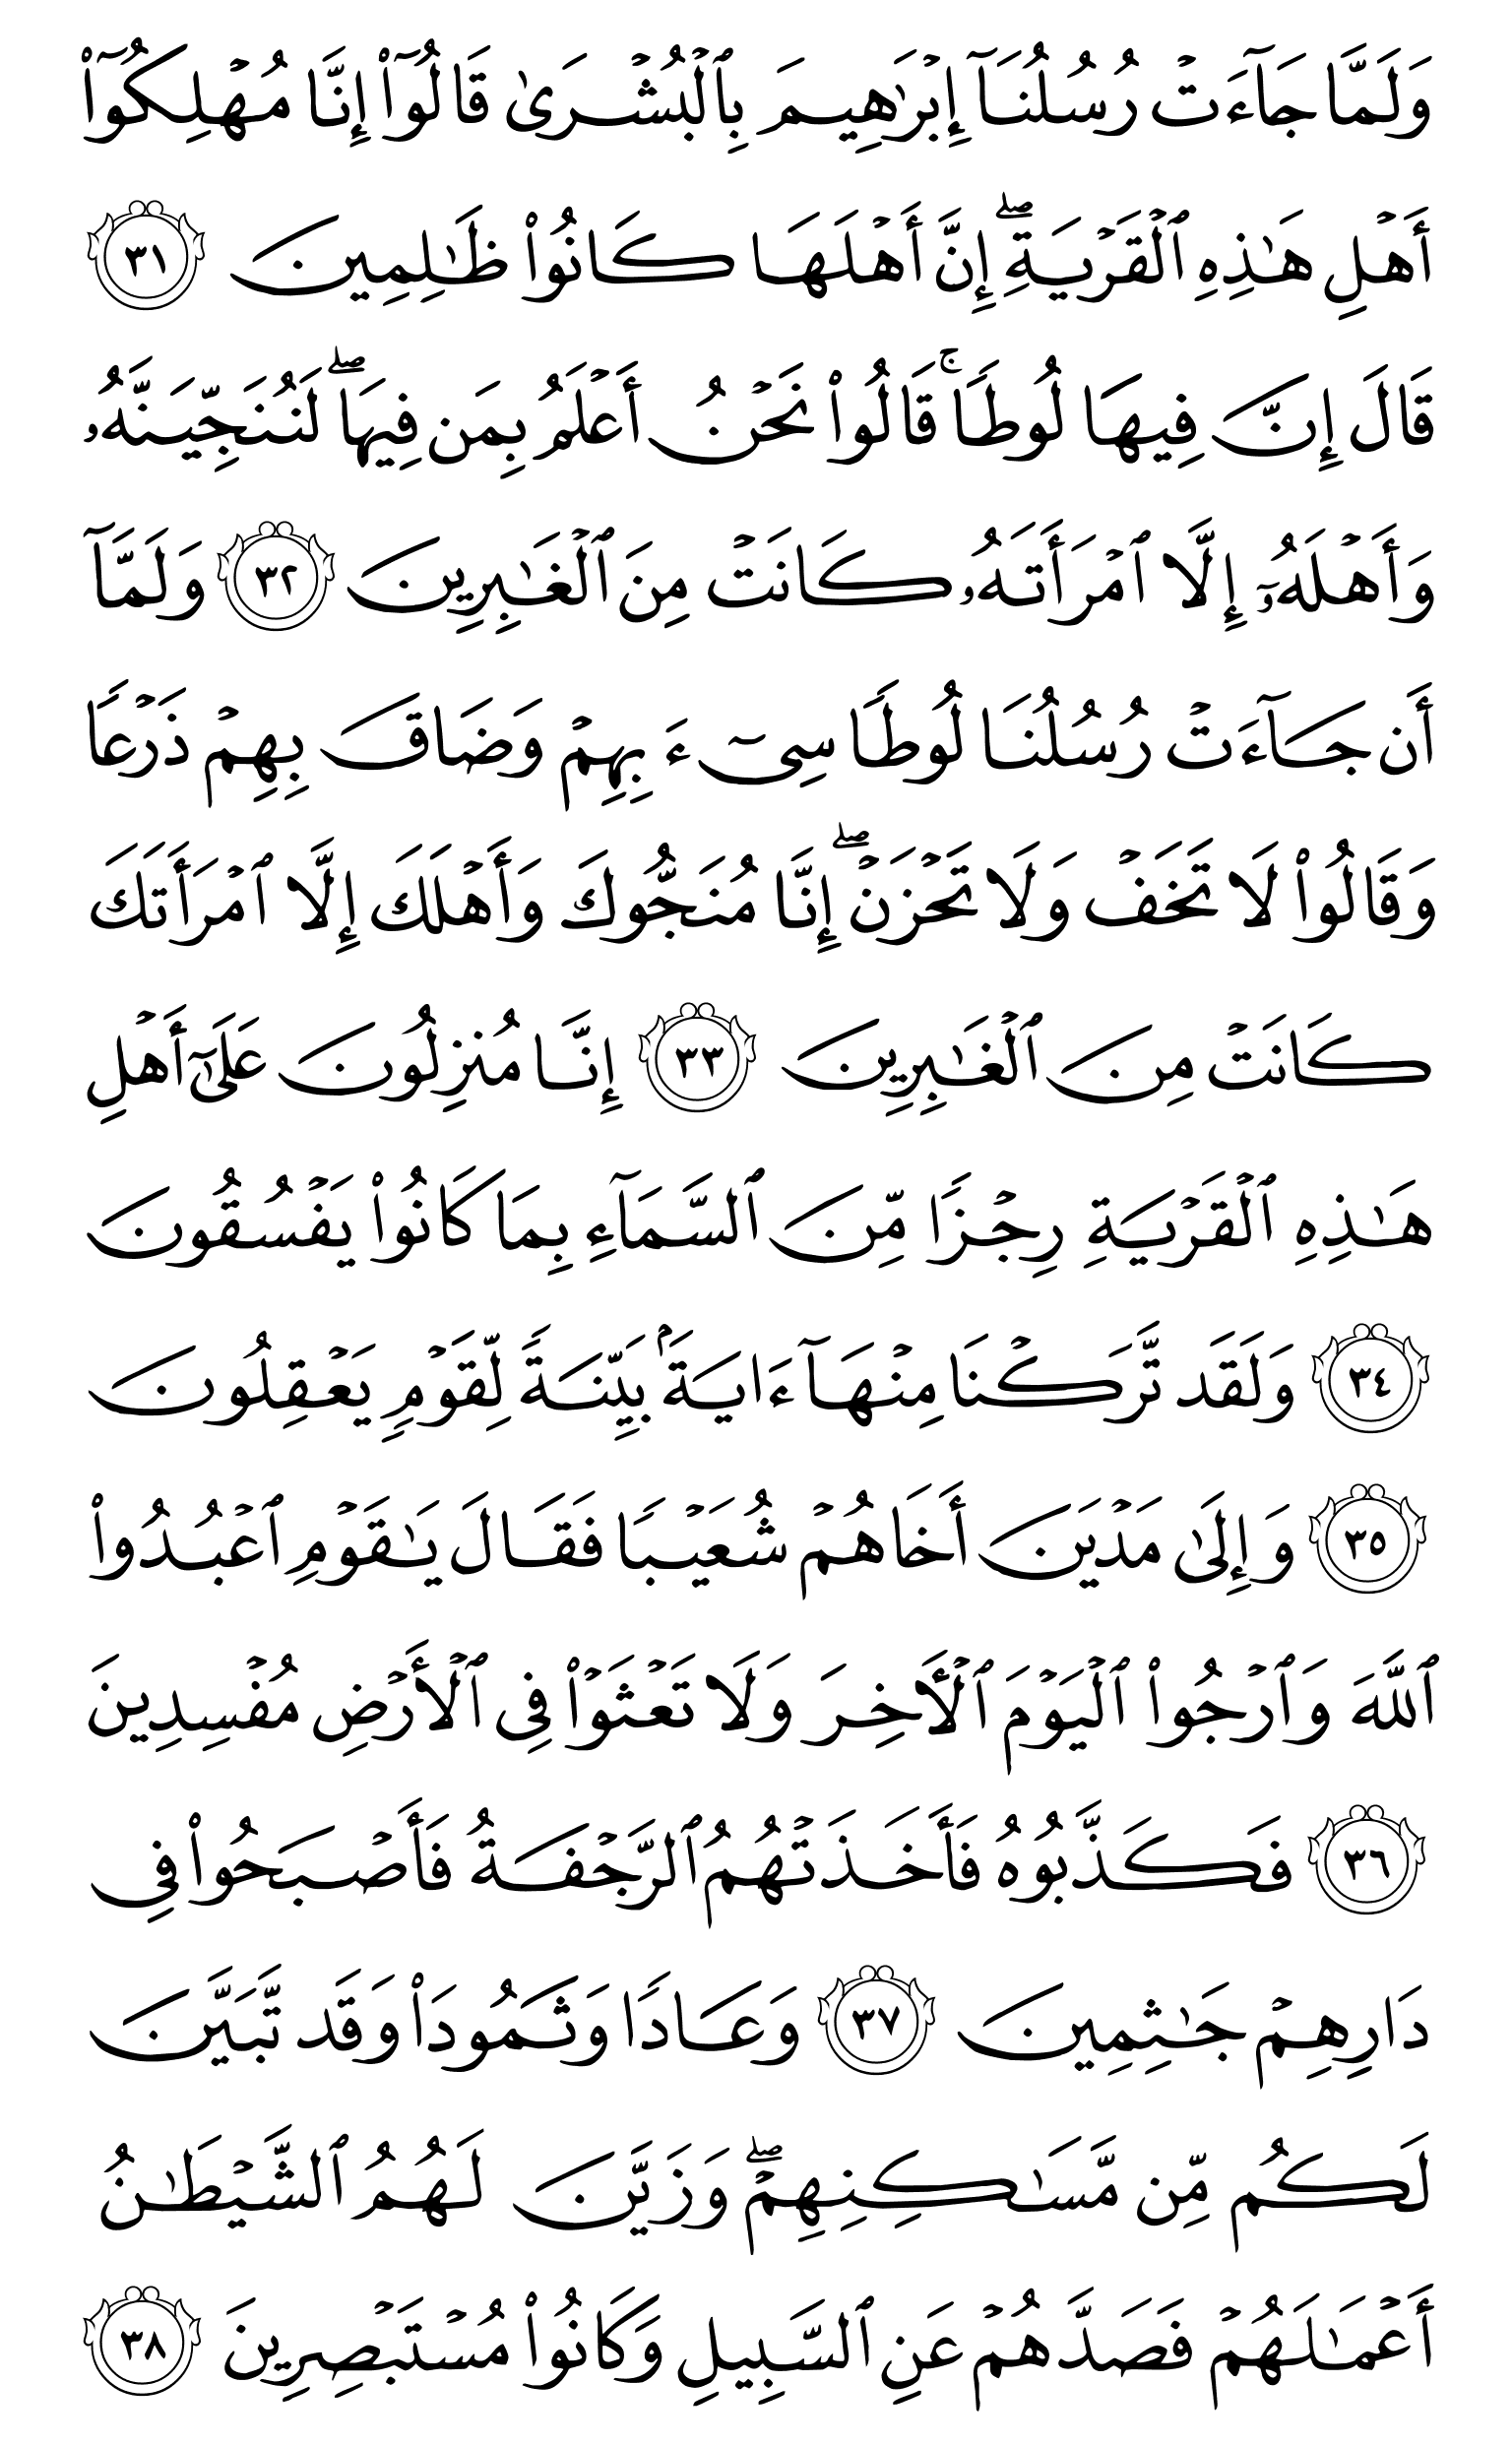 وَلَمَّا جَآءَتْ رُسُلُنَآ إِبْرَٰهِيمَ بِٱلْبُشْرَىٰ قَالُوٓا۟ إِنَّا مُهْلِكُوٓا۟
أَهْلِ هَٰذِهِ ٱلْقَرْيَةِ ۖ إِنَّ أَهْلَهَا كَانُوا۟ ظَٰلِمِينَ ٣١
قَالَ إِنَّ فِيهَا لُوطًا ۚ قَالُوا۟ نَحْنُ أَعْلَمُ بِمَن فِيهَا ۖ لَنُنَجِّيَنَّهُۥ
وَأَهْلَهُۥٓ إِلَّا ٱمْرَأَتَهُۥ كَانَتْ مِنَ ٱلْغَٰبِرِينَ ٣٢ وَلَمَّآ
أَن جَآءَتْ رُسُلُنَا لُوطًا سِىٓءَ بِهِمْ وَضَاقَ بِهِمْ ذَرْعًا
وَقَالُوا۟ لَا تَخَفْ وَلَا تَحْزَنْ ۖ إِنَّا مُنَجُّوكَ وَأَهْلَكَ إِلَّا ٱمْرَأَتَكَ
كَانَتْ مِنَ ٱلْغَٰبِرِينَ ٣٣ إِنَّا مُنزِلُونَ عَلَىٰٓ أَهْلِ
هَٰذِهِ ٱلْقَرْيَةِ رِجْزًا مِّنَ ٱلسَّمَآءِ بِمَا كَانُوا۟ يَفْسُقُونَ
٣٤ وَلَقَد تَّرَكْنَا مِنْهَآ ءَايَةًۢ بَيِّنَةً لِّقَوْمٍ يَعْقِلُونَ
٣٥ وَإِلَىٰ مَدْيَنَ أَخَاهُمْ شُعَيْبًا فَقَالَ يَٰقَوْمِ ٱعْبُدُوا۟
ٱللَّهَ وَٱرْجُوا۟ ٱلْيَوْمَ ٱلْـَٔاخِرَ وَلَا تَعْثَوْا۟ فِى ٱلْأَرْضِ مُفْسِدِينَ
٣٦ فَكَذَّبُوهُ فَأَخَذَتْهُمُ ٱلرَّجْفَةُ فَأَصْبَحُوا۟ فِى
دَارِهِمْ جَٰثِمِينَ ٣٧ وَعَادًا وَثَمُودَا۟ وَقَد تَّبَيَّنَ
لَكُم مِّن مَّسَٰكِنِهِمْ ۖ وَزَيَّنَ لَهُمُ ٱلشَّيْطَٰنُ
أَعْمَٰلَهُمْ فَصَدَّهُمْ عَنِ ٱلسَّبِيلِ وَكَانُوا۟ مُسْتَبْصِرِينَ ٣٨